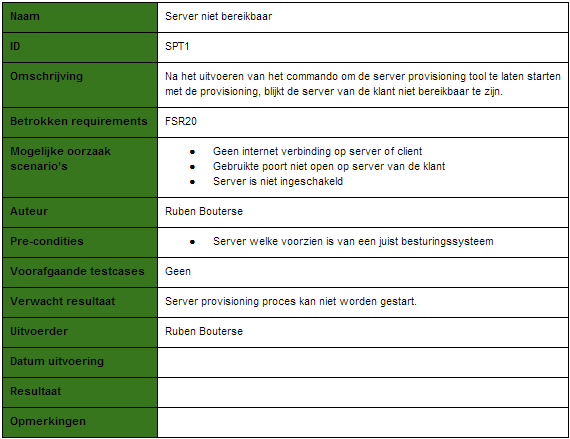 Naam Server niet bereikbaar
ID SPT1
Omschrijving Na het uitvoeren van het commando om de server provisioning tool te laten starten
met de provisioning, blijkt de server van de klant niet bereikbaar te zijn.
Betrokken requirements FSR20
Mogelijke oorzaak
scenario's
● Geen internet verbinding op server of client
● Gebruikte poort niet open op server van de klant
● Server is niet ingeschakeld
Auteur Ruben Bouterse
Pre-condities ● Server welke voorzien is van een juist besturingssysteem
Voorafgaande testcases Geen
Verwacht resultaat Server provisioning proces kan niet worden gestart.
Uitvoerder Ruben Bouterse
Datum uitvoering
Resultaat
Opmerkingen